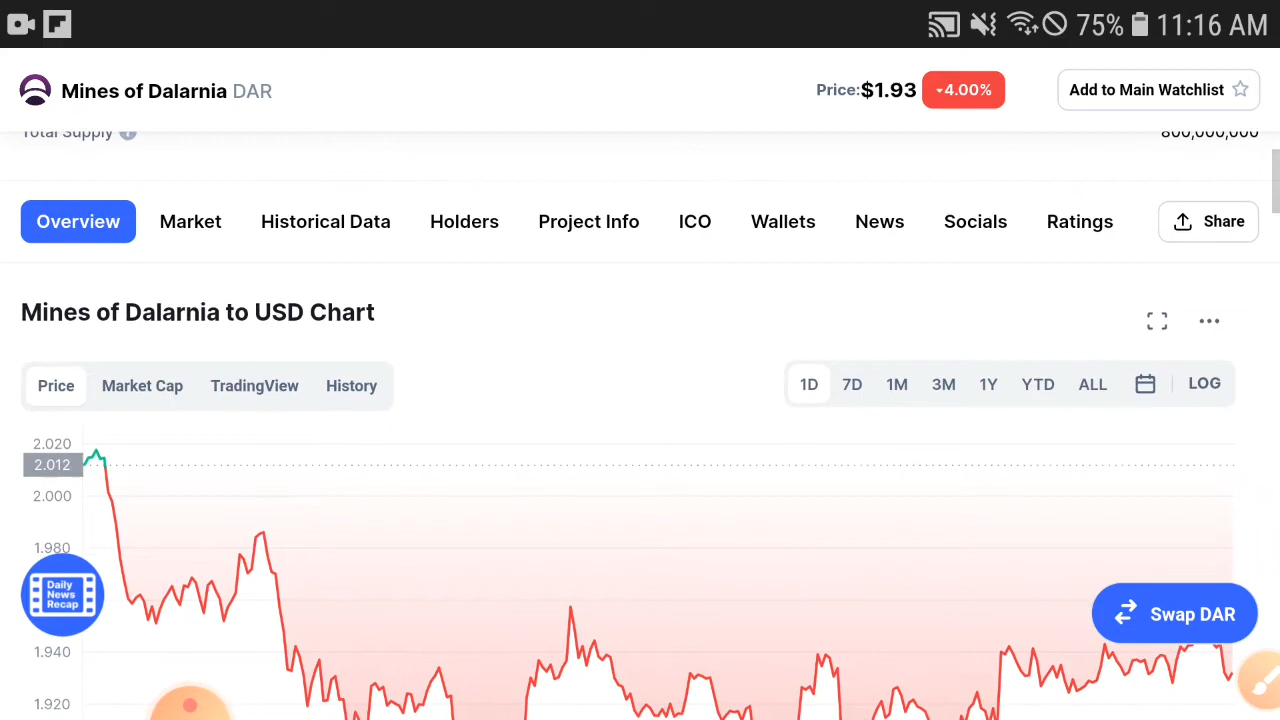 75% 11:16 AM
Mines of Dalarnia DAR
Price:$1.93 4.00%
Add to Main Watchlist
Total Supply
800,000,000
Overview Market Historical Data Holders Project Info ICO Wallets News Socials Ratings Share
Mines of Dalarnia to USD Chart
Price Market Cap TradingView History
1D 7D 1M 3M 1Y YTD ALL LOG
2.020
2.012
2.000
1.980
Daily
News
Recap
Swap DAR
1.940
1.920